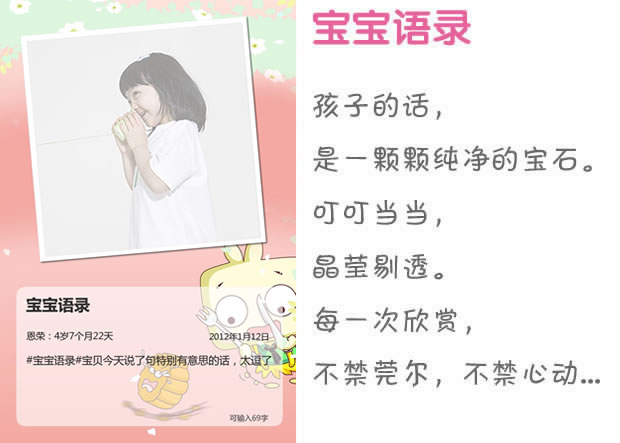 宝宝语录
恩荣：4岁7个月22天
2012年1月12日
#宝宝语录#宝贝今天说了句特别有意思的话，太逗了
可输入69字
宝宝语录
孩子的话，
是一颗颗纯净的宝石。
叮叮当当，
晶莹剔透。
每一次欣赏，
不禁莞尔，不禁心动...